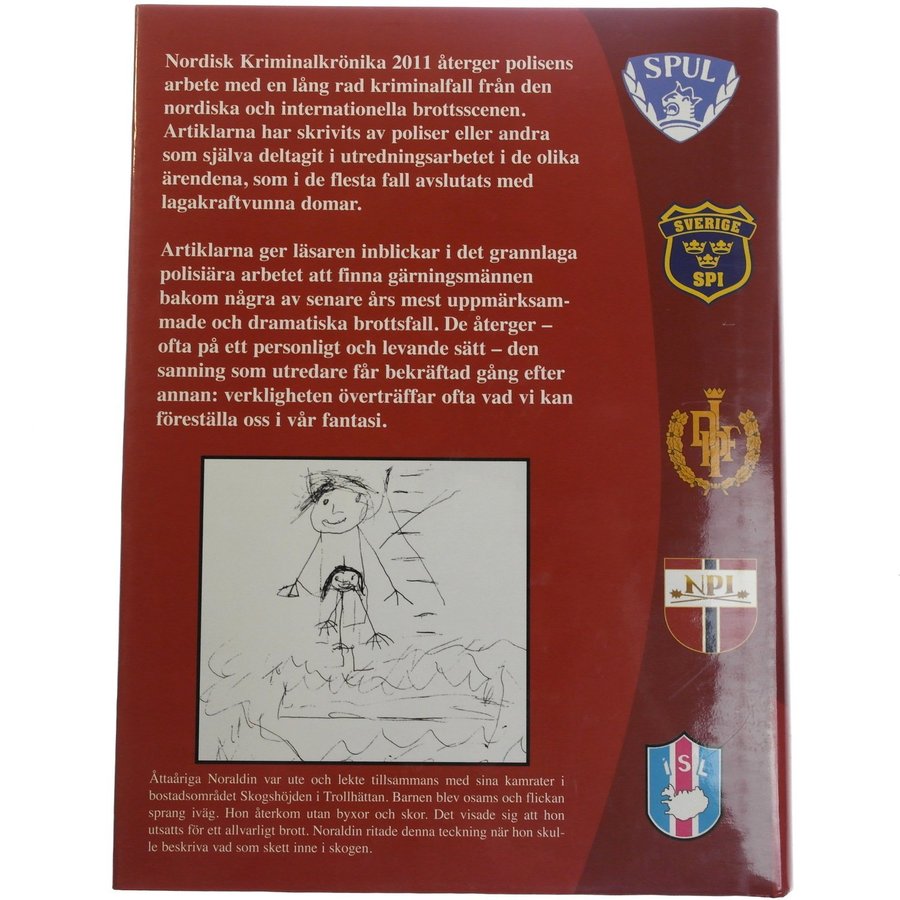 Nordisk Kriminalkrönika 2011 återger polisens
arbete med en lång rad kriminalfall från den
nordiska och internationella brottsscenen.
Artiklarna har skrivits av poliser eller andra
som själva deltagit i utredningsarbetet i de olika
ärendena, som i de flesta fall avslutats med
lagakraftvunna domar.
Artiklarna ger läsaren inblickar i det grannlaga
polisiära arbetet att finna gärningsmännen
bakom några av senare års mest uppmärksam-
made och dramatiska brottsfall. De återger –
ofta på ett personligt och levande sätt – den
sanning som utredare får bekräftad gång efter
annan: verkligheten överträffar ofta vad vi kan
föreställa oss i vår fantasi.
Åttaåriga Noraldin var ute och lekte tillsammans med sina kamrater i
bostadsområdet Skogshöjden i Trollhättan. Barnen blev osams och flickan
sprang iväg. Hon återkom utan byxor och skor. Det visade sig att hon
utsatts för ett allvarligt brott. Noraldin ritade denna teckning när hon skul-
le beskriva vad som skett inne i skogen.
SPUL
SVERIGE
SPI
NPI
iSL